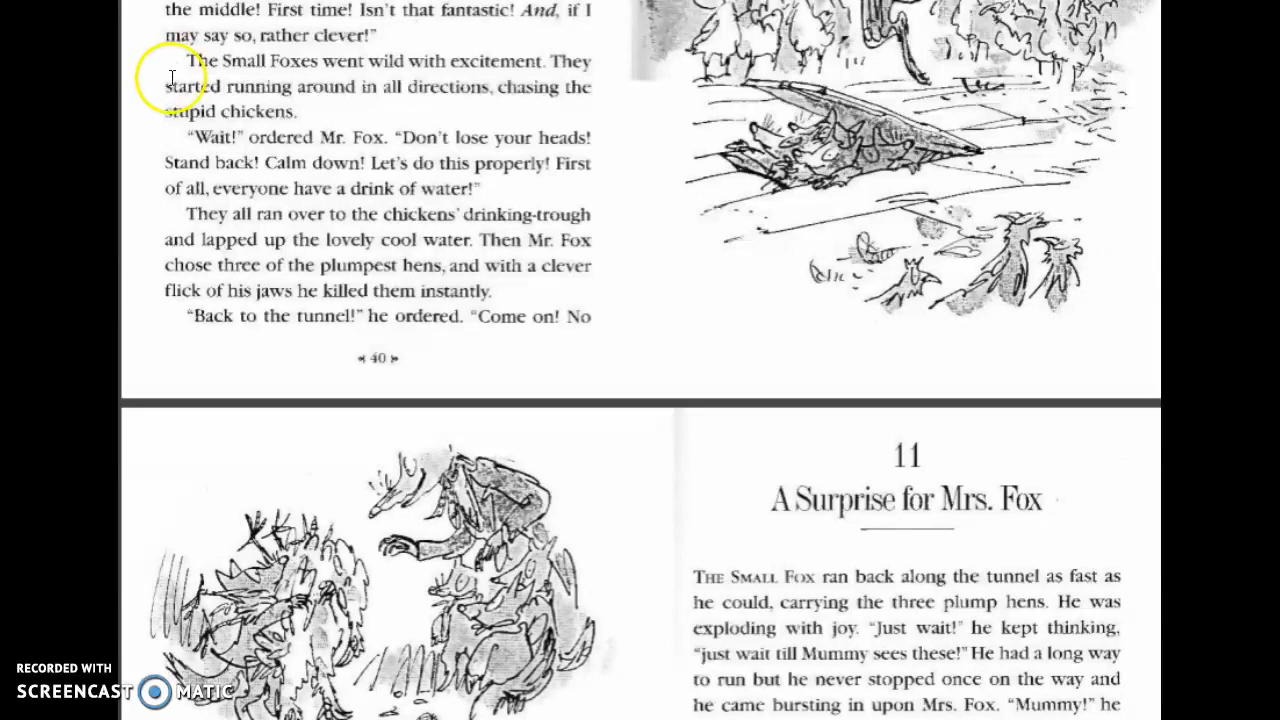 the middle! First time! Isn't that fantastic! And, if I
may say so, rather clever!"
The Small Foxes went wild with excitement. They
started running around in all directions, chasing the
stupid chickens.
"Wait!" ordered Mr. Fox. "Don't lose your heads!
Stand back! Calm down! Let's do this properly! First
of all, everyone have a drink of water!"
They all ran over to the chickens' drinking-trough
and lapped up the lovely cool water. Then Mr. Fox
chose three of the plumpest hens, and with a clever
flick of his jaws he killed them instantly.
"Back to the tunnel!" he ordered. "Come on! No
40
11
A Surprise for Mrs. Fox
THE SMALL FOX ran back along the tunnel as fast as
he could, carrying the three plump hens. He was
exploding with joy. "Just wait!" he kept thinking,
"just wait till Mummy sees these!" He had a long way
to run but he never stopped once on the way and
he came bursting in upon Mrs. Fox. "Mummy!" he
RECORDED WITH
SCREENCAST MATIC